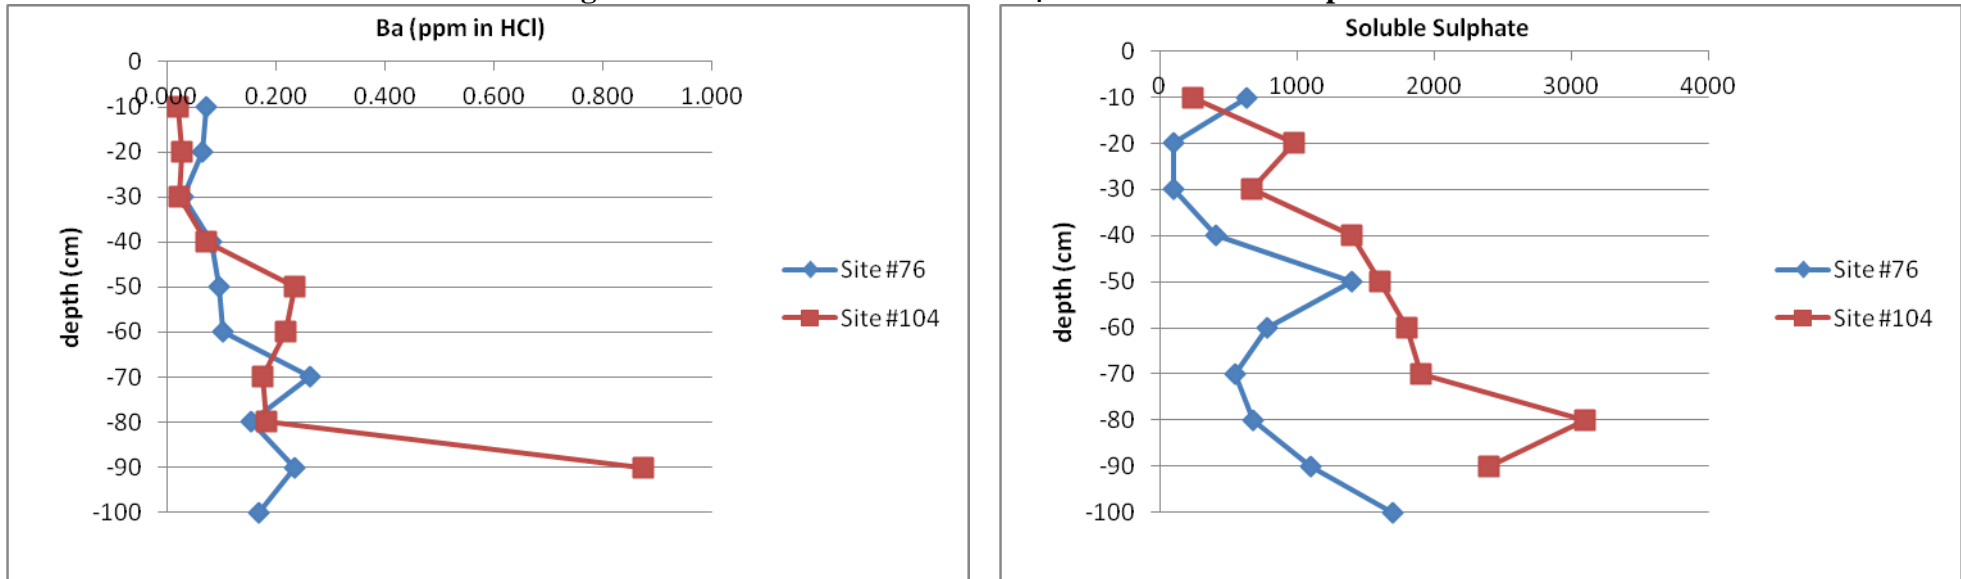 Ba (ppm in HCl)
0
0.000 0.200 0.400 0.600 0.800 1.000
-10
-20
-30
-40
-50
-60
-70
-80
-90
-100
depth (cm)
Site #76
Site #104
Soluble Sulphate
0
0 1000 2000 3000 4000
-10
-20
-30
-40
-50
-60
-70
-80
-90
-100
depth (cm)
Site #76
Site #104